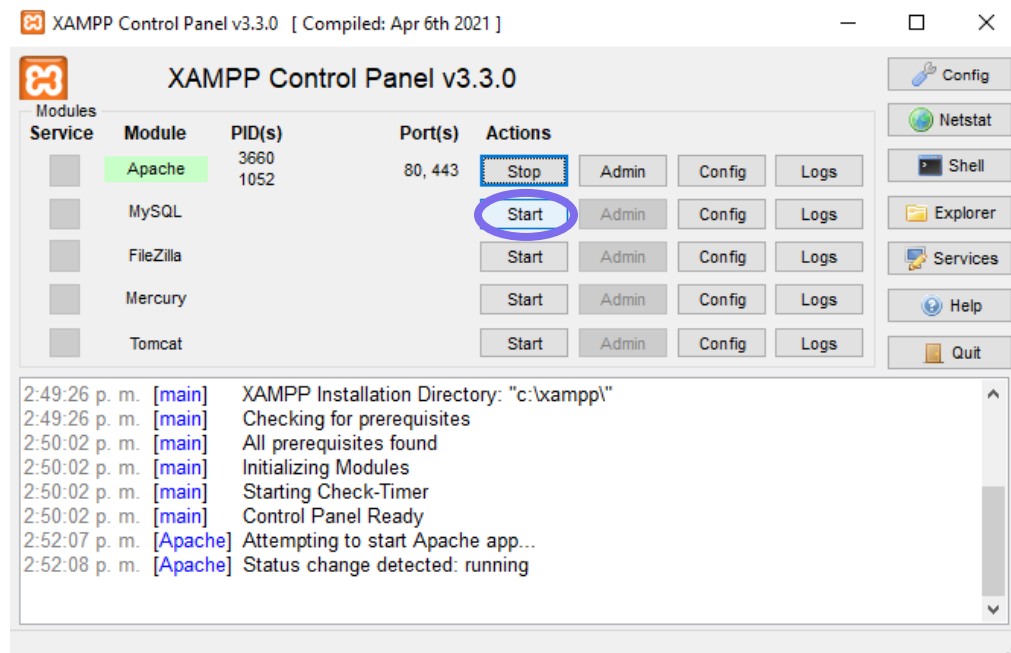 XAMPP Control Panel v3.3.0 [ Compiled: Apr 6th 2021 ]
XAMPP Control Panel v3.3.0
Config
Modules
Service Module PID(s) Port(s) Actions
Netstat
Apache 3660 1052 80, 443 Stop Admin Config Logs
Shell
MySQL Start Admin Config Logs
Explorer
FileZilla Start Admin Config Logs
Services
Mercury Start Admin Config Logs
Help
Tomcat Start Admin Config Logs
Quit
2:49:26 p. m. [main] XAMPP Installation Directory: "c:\xampp\"
2:49:26 p. m. [main] Checking for prerequisites
2:50:02 p. m. [main] All prerequisites found
2:50:02 p. m. [main] Initializing Modules
2:50:02 p. m. [main] Starting Check-Timer
2:50:02 p. m. [main] Control Panel Ready
2:52:07 p. m. [Apache] Attempting to start Apache app...
2:52:08 p. m. [Apache] Status change detected: running